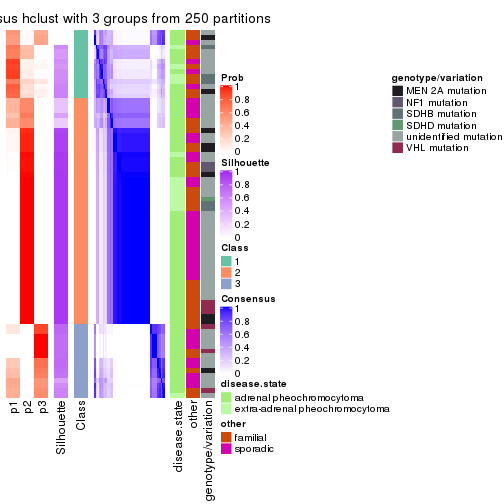 sus hclust with 3 groups from 250 partitions
Prob
1
0.8
0.6
0.4
0.2
0
Silhouette
1
0.8
0.6
0.4
0.2
0
Class
1
2
3
Consensus
1
0.8
0.6
0.4
0.2
0
disease.state
adrenal pheochromocytoma
extra-adrenal pheochromocytoma
other
familial
sporadic
genotype/variation
MEN 2A mutation
NF1 mutation
SDHB mutation
SDHD mutation
unidentified mutation
VHL mutation
p1
p2
p3
Silhouette
Class
disease.state
other
genotype/variation